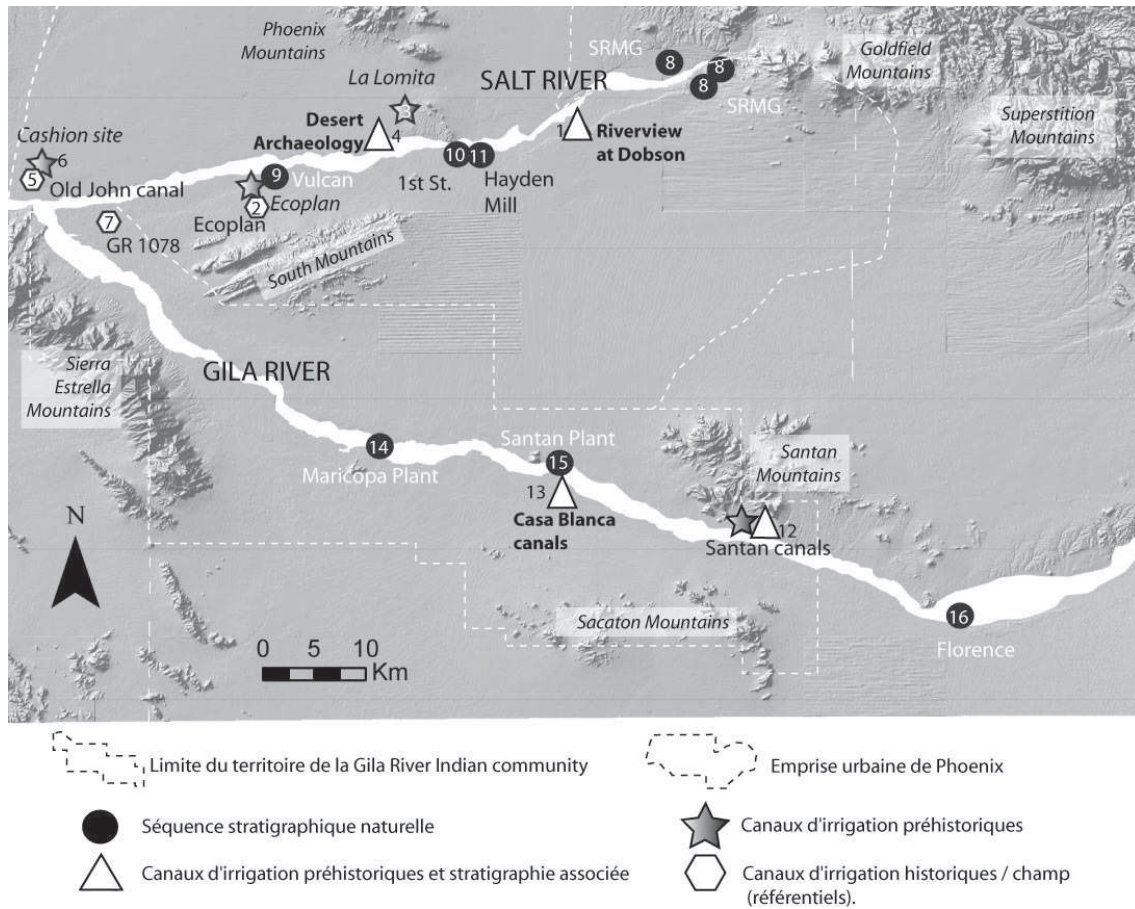 Phoenix
Mountains
SRMG
8
8
8
SRMG
Goldfield
Mountains
Superstition
Mountains
La Lomita
3
SALT RIVER
Desert
Archaeology
4
1
Riverview
at Dobson
Cashion site
6
5
Old John canal
9
Vulcan
10
11
1st St.
Hayden
Mill
2
Ecoplan
Ecoplan
7
GR 1078
South Mountains
Sierra
Estrella
Mountains
GILA RIVER
14
Maricopa Plant
Santan Plant
15
13
Casa Blanca
canals
Santan
Mountains
12
Santan canals
Sacaton Mountains
16
Florence
N
0 5 10
Km
Limite du territoire de la Gila River Indian community
Emprise urbaine de Phoenix
Séquence stratigraphique naturelle
Canaux d'irrigation préhistoriques
Canaux d'irrigation préhistoriques et stratigraphie associée
Canaux d'irrigation historiques / champ
(référentiels).